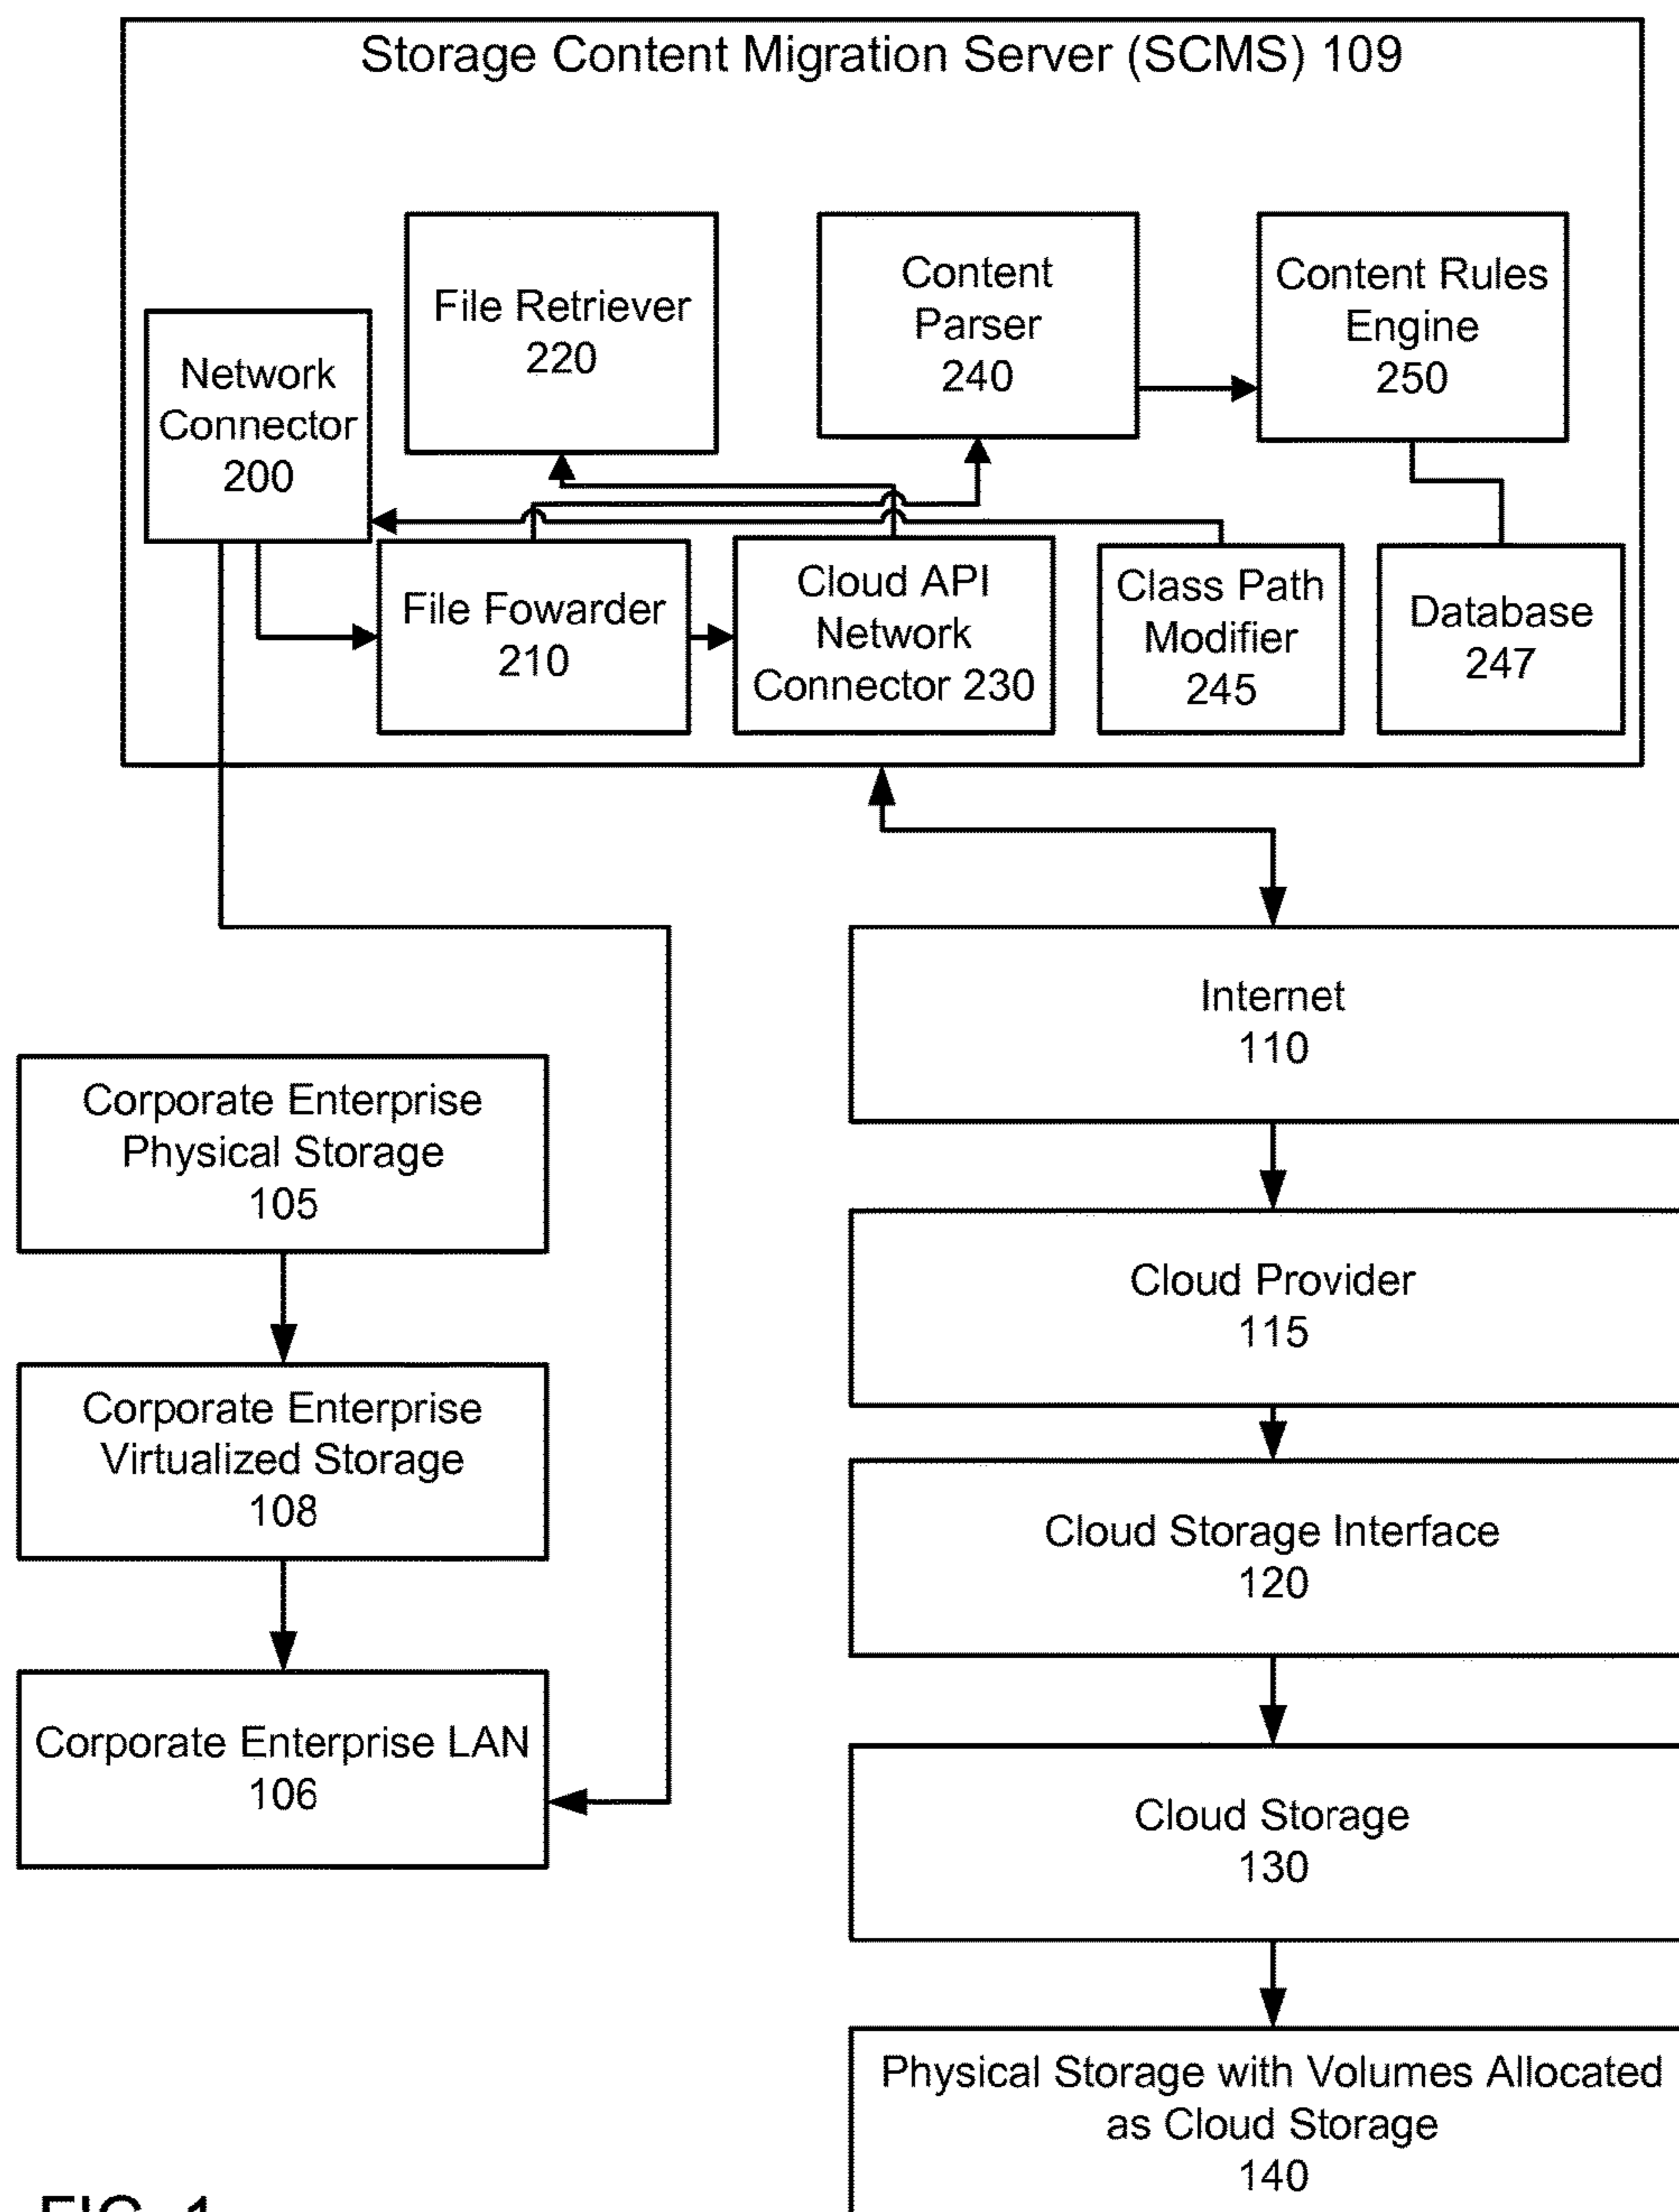 Storage Content Migration Server (SCMS) 109
File Retriever
220
Content
Parser
240
Content Rules
Engine
250
Network
Connector
200
File Fowarder
210
Cloud API
Network
Connector 230
Class Path
Modifier
245
Database
247
Internet
110
Corporate Enterprise
Physical Storage
105
Cloud Provider
115
Corporate Enterprise
Virtualized Storage
108
Cloud Storage Interface
120
Corporate Enterprise LAN
106
Cloud Storage
130
Physical Storage with Volumes Allocated
as Cloud Storage
140
FIG. 1